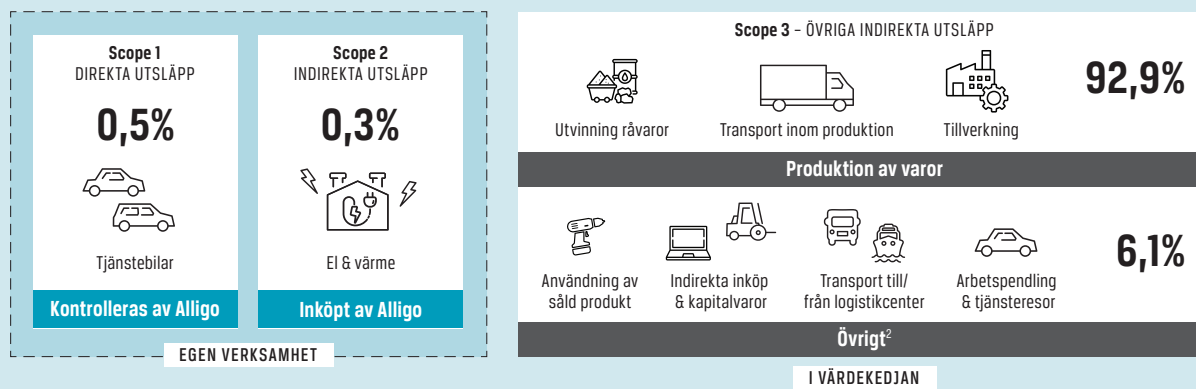 Scope 1
DIREKTA UTSLÄPP
0,5%
Tjänstebilar
Kontrolleras av Alligo
Scope 2
INDIREKTA UTSLÄPP
0,3%
El & värme
Inköpt av Alligo
EGEN VERKSAMHET
Scope 3 – ÖVRIGA INDIREKTA UTSLÄPP
Utvinning råvaror
Transport inom produktion
Tillverkning
92,9%
Produktion av varor
Användning av
såld produkt
Indirekta inköp
& kapitalvaror
Transport till/
från logistikcenter
Arbetspendling
& tjänsteresor
6,1%
Övrigt²
I VÄRDEKEDJAN